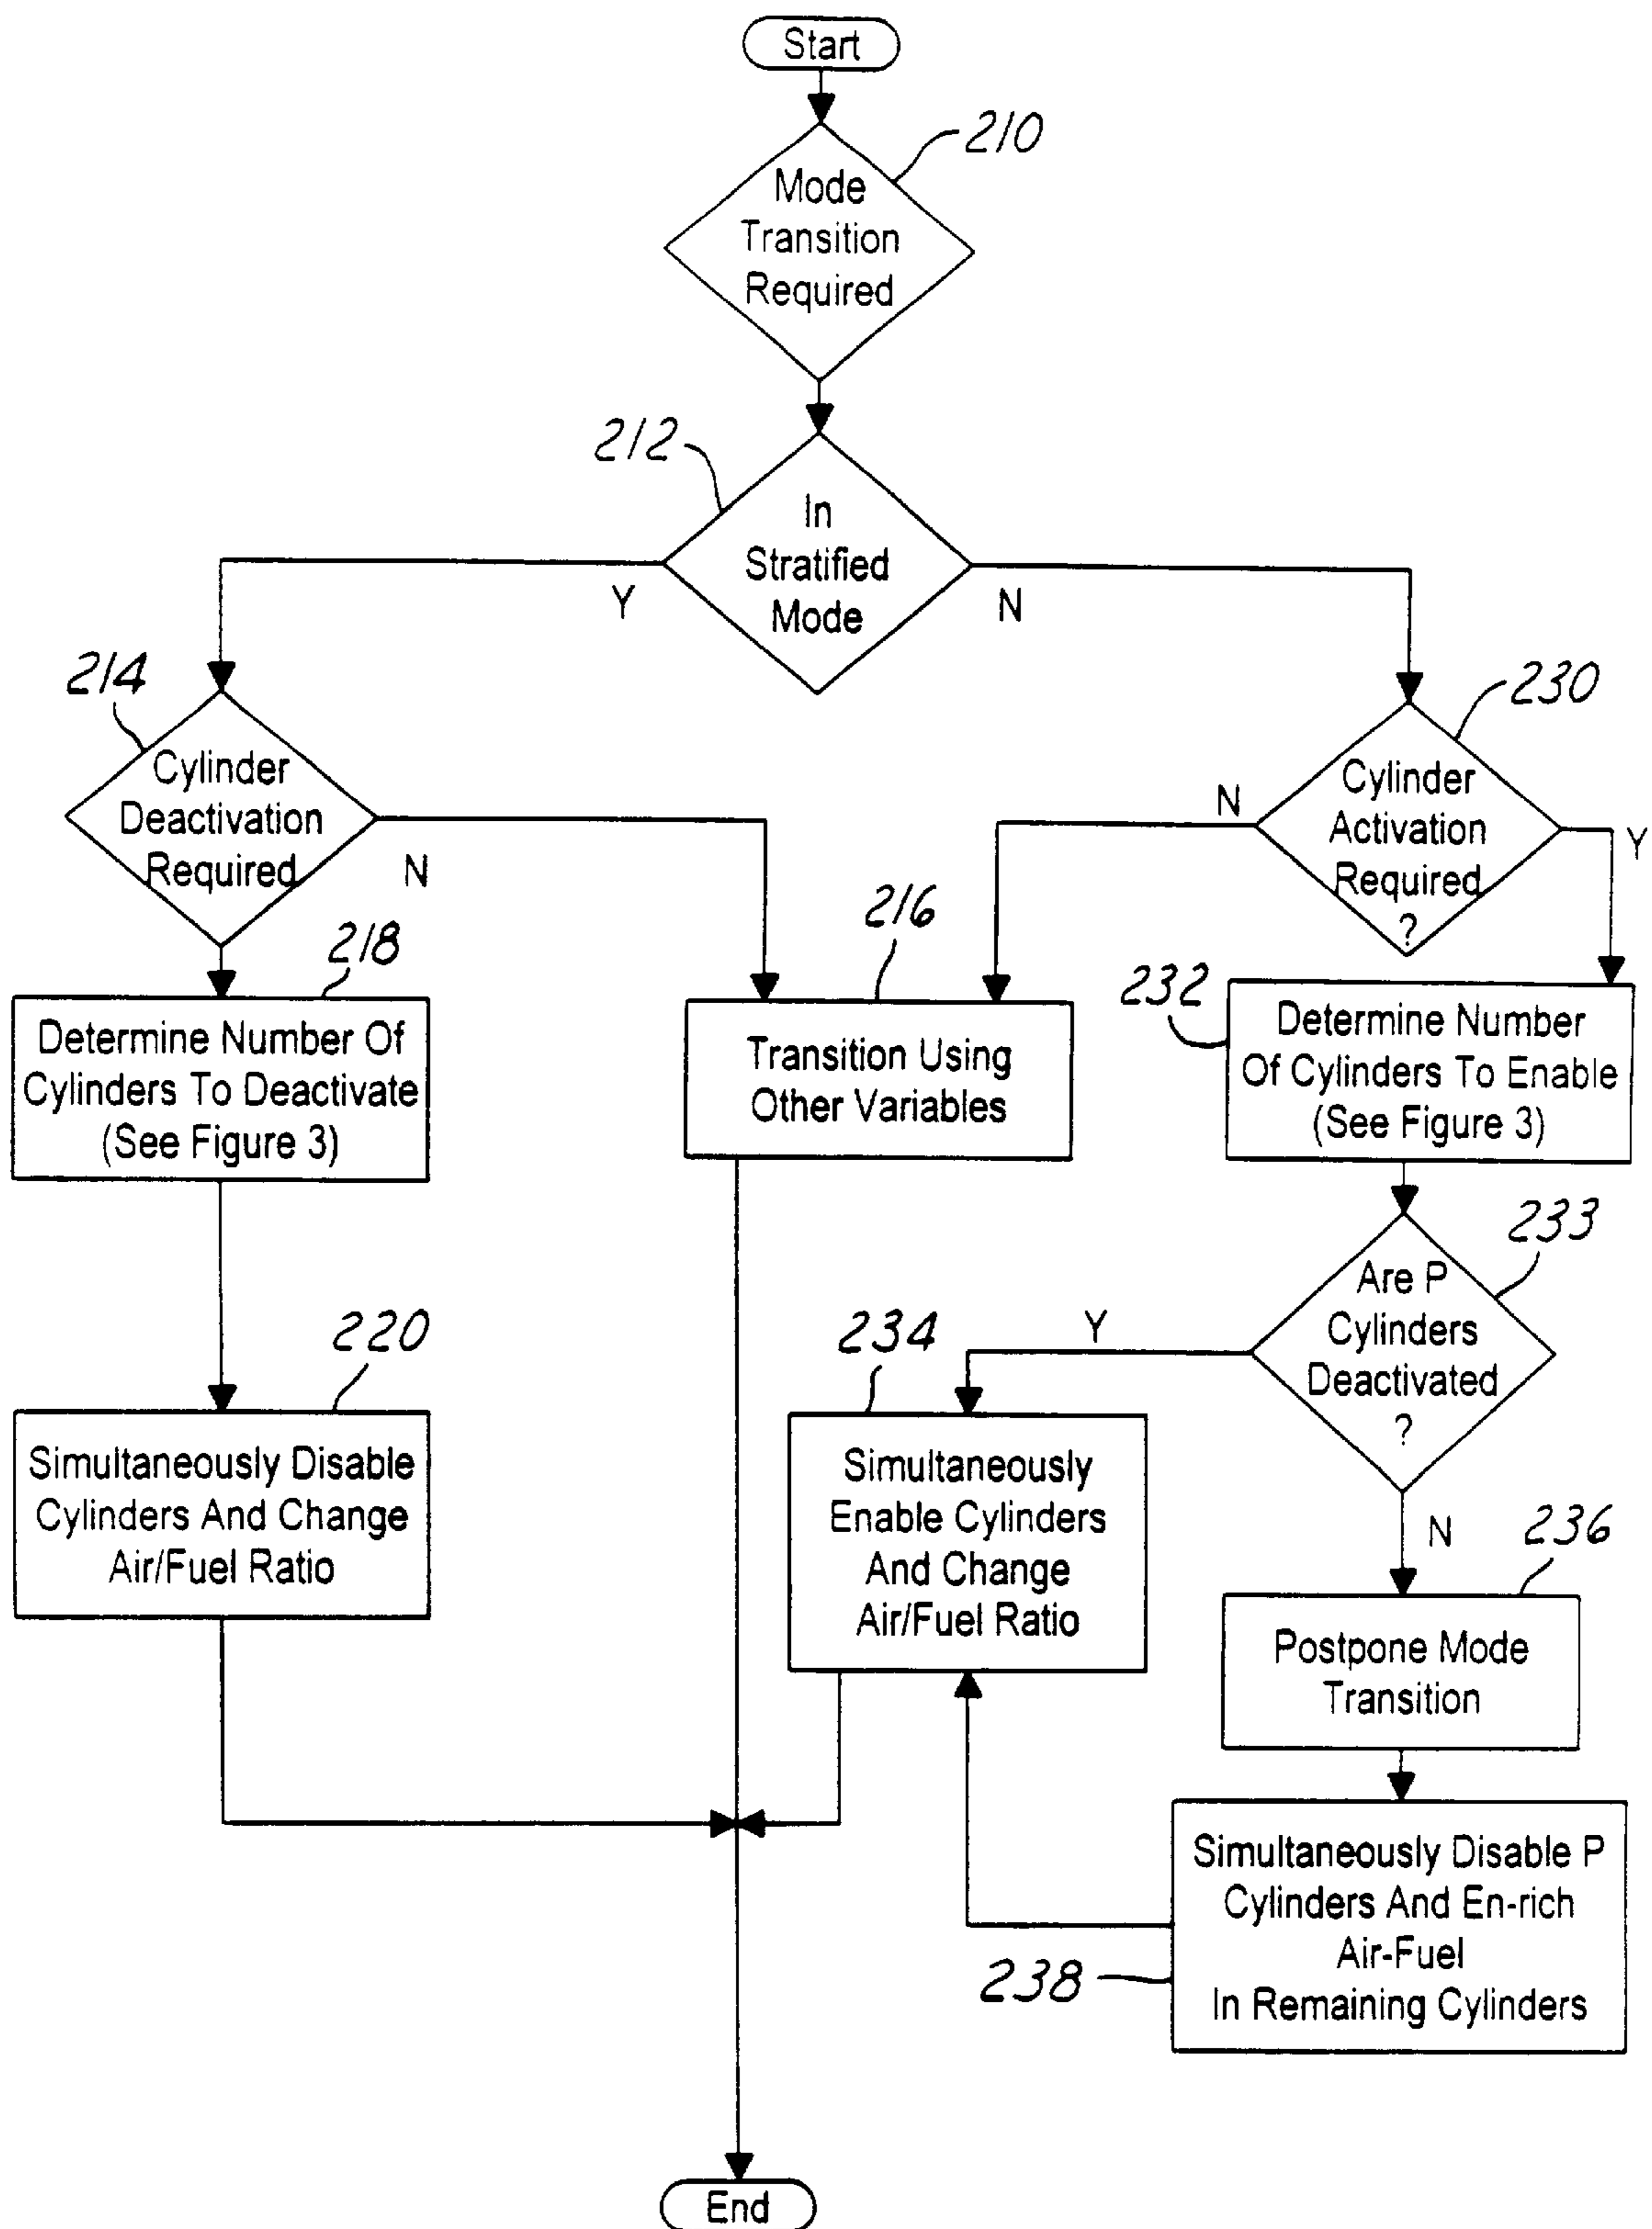 Start
210
Mode
Transition
Required
212
In
Stratified
Mode
Y
N
214
Cylinder
Deactivation
Required
N
230
Cylinder
Activation
Required
?
N
Y
218
Determine Number Of
Cylinders To Deactivate
(See Figure 3)
216
Transition Using
Other Variables
232
Determine Number
Of Cylinders To Enable
(See Figure 3)
233
Are P
Cylinders
Deactivated
?
Y
N
220
Simultaneously Disable
Cylinders And Change
Air/Fuel Ratio
234
Simultaneously
Enable Cylinders
And Change
Air/Fuel Ratio
236
Postpone Mode
Transition
238
Simultaneously Disable P
Cylinders And En-rich
Air-Fuel
In Remaining Cylinders
End